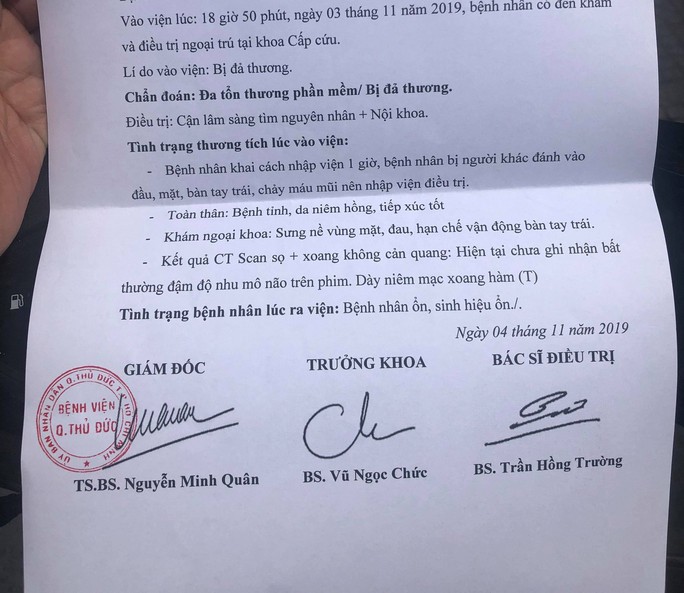 Vào viện lúc: 18 giờ 50 phút, ngày 03 tháng 11 năm 2019, bệnh nhân có đến khám
và điều trị ngoại trú tại khoa Cấp cứu.
Lí do vào viện: Bị đả thương.
Chẩn đoán: Đa tổn thương phần mềm/ Bị đả thương.
Điều trị: Cận lâm sàng tìm nguyên nhân + Nội khoa.
Tình trạng thương tích lúc vào viện:
- Bệnh nhân khai cách nhập viện 1 giờ, bệnh nhân bị người khác đánh vào
đầu, mặt, bàn tay trái, chảy máu mũi nên nhập viện điều trị.
- Toàn thân: Bệnh tỉnh, da niêm hồng, tiếp xúc tốt
- Khám ngoại khoa: Sưng nề vùng mặt, đau, hạn chế vận động bàn tay trái.
- Kết quả CT Scan sọ + xoang không cản quang: Hiện tại chưa ghi nhận bất
thường đậm độ nhu mô não trên phim. Dày niêm mạc xoang hàm (T)
Tình trạng bệnh nhân lúc ra viện: Bệnh nhân ổn, sinh hiệu ổn./.
Ngày 04 tháng 11 năm 2019
GIÁM ĐỐC TRƯỞNG KHOA BÁC SĨ ĐIỀU TRỊ
ỦY BAN NHÂN DÂN Q.THỦ ĐỨC
BỆNH VIỆN
Q.THỦ ĐỨC
TS.BS. Nguyễn Minh Quân BS. Vũ Ngọc Chức BS. Trần Hồng Trường